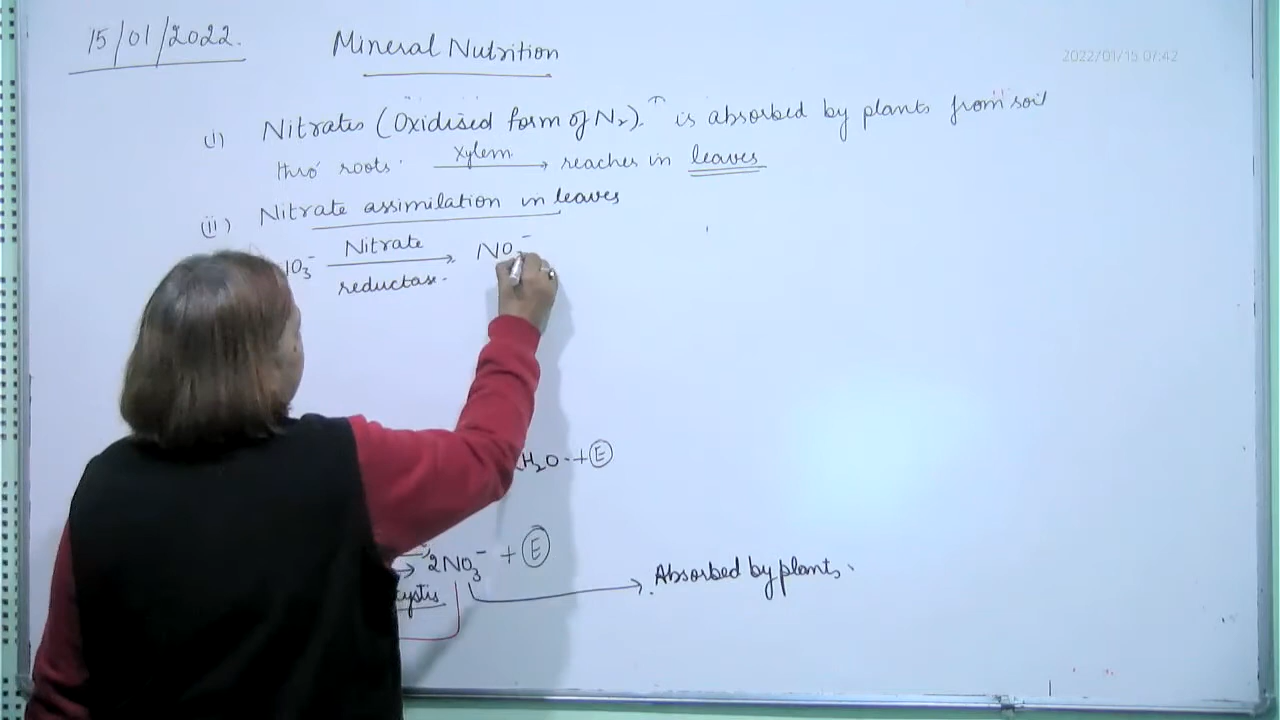 15/01/2022.
Mineral Nutrition
2022/01/15 07:42
(i) Nitrates (Oxidised form of N2). is absorbed by plants from soil
thro' roots. xylem → reaches in leaves
(ii) Nitrate assimilation in leaves
O3⁻ Nitrate reductase. → NO
H2O + Ⓔ
→ 2NO3⁻ + Ⓔ
→ Absorbed by plants.